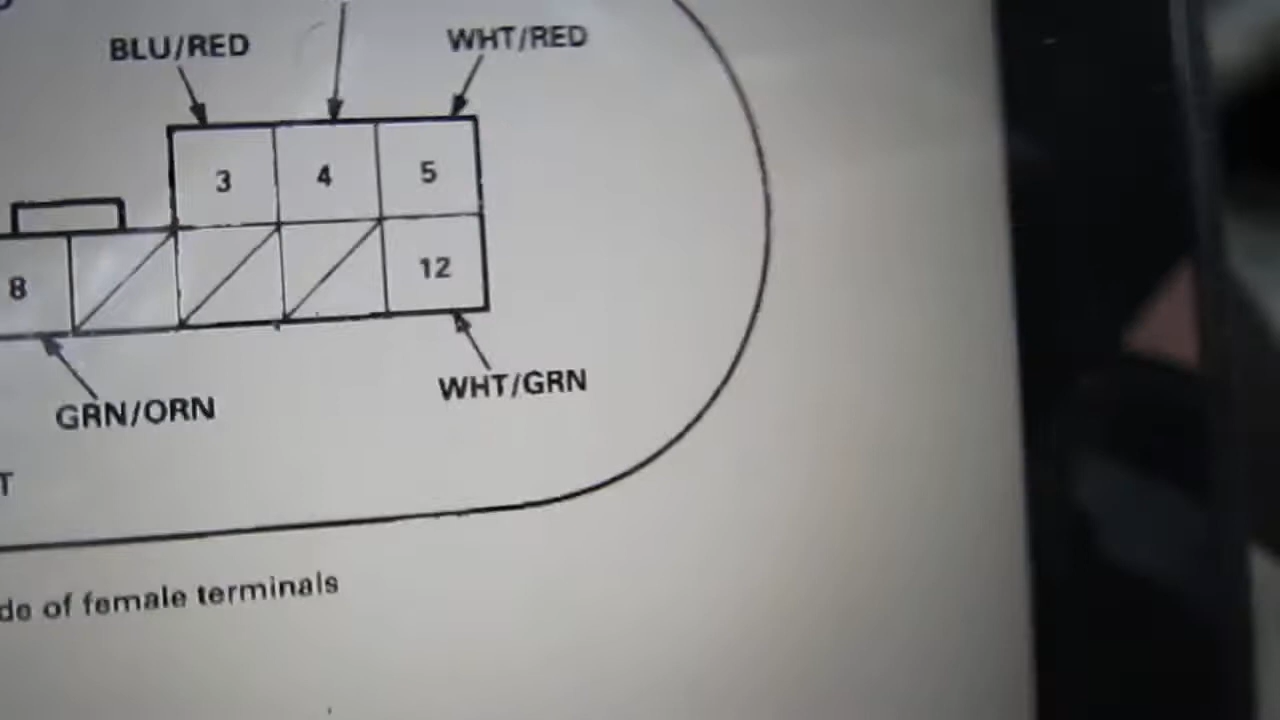 BLU/RED
WHT/RED
3 4 5
8 12
GRN/ORN
WHT/GRN
T
de of female terminals